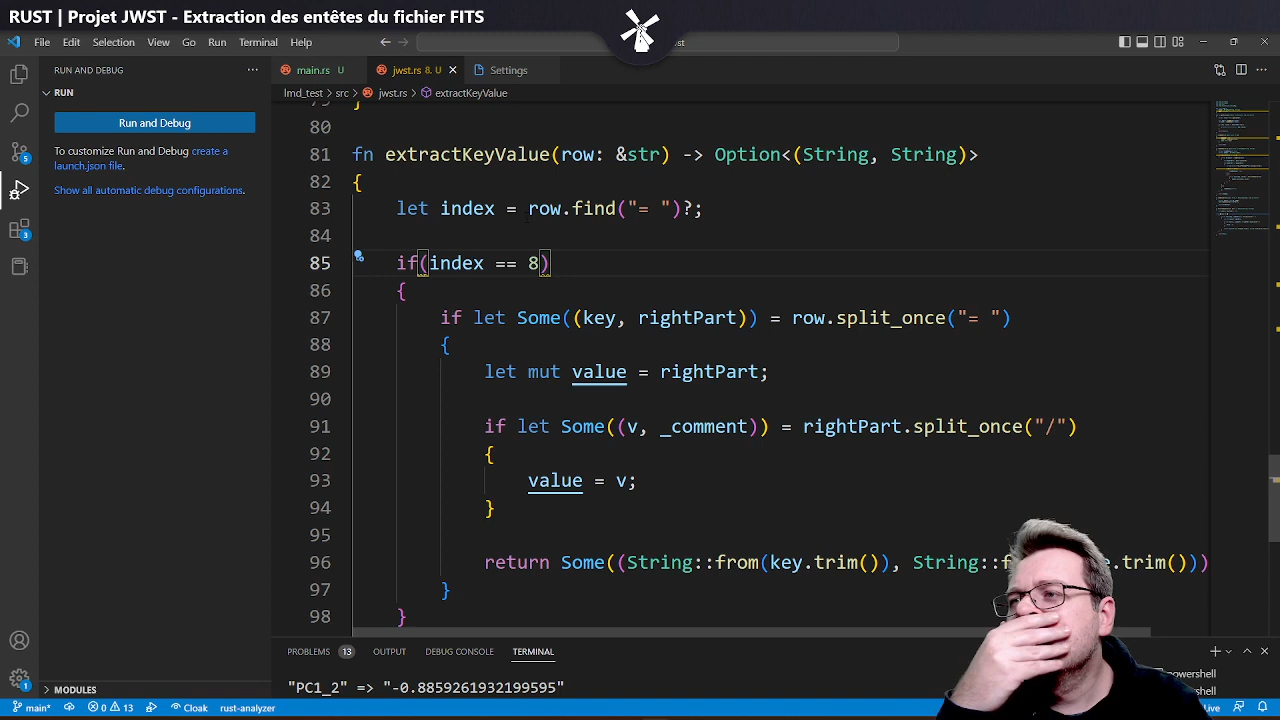 RUST | Projet JWST - Extraction des entêtes du fichier FITS
File Edit Selection View Go Run Terminal Help
RUN AND DEBUG
main.rs U jwst.rs 8, U Settings
RUN
lmd_test > src > jwst.rs > extractKeyValue
Run and Debug
To customize Run and Debug create a
launch.json file.
Show all automatic debug configurations.
80
81 fn extractKeyValue(row: &str) -> Option<(String, String)>
82 {
83 let index = row.find("= ")?;
84
85 if(index == 8)
86 {
87 if let Some((key, rightPart)) = row.split_once("= ")
88 {
89 let mut value = rightPart;
90
91 if let Some((v, _comment)) = rightPart.split_once("/")
92 {
93 value = v;
94 }
95
96 return Some((String::from(key.trim()), String::
97 }
98 }
PROBLEMS 13 OUTPUT DEBUG CONSOLE TERMINAL
"PC1_2" => "-0.8859261932199595"
MODULES
main* 0 13 Cloak rust-analyzer
5
3
1